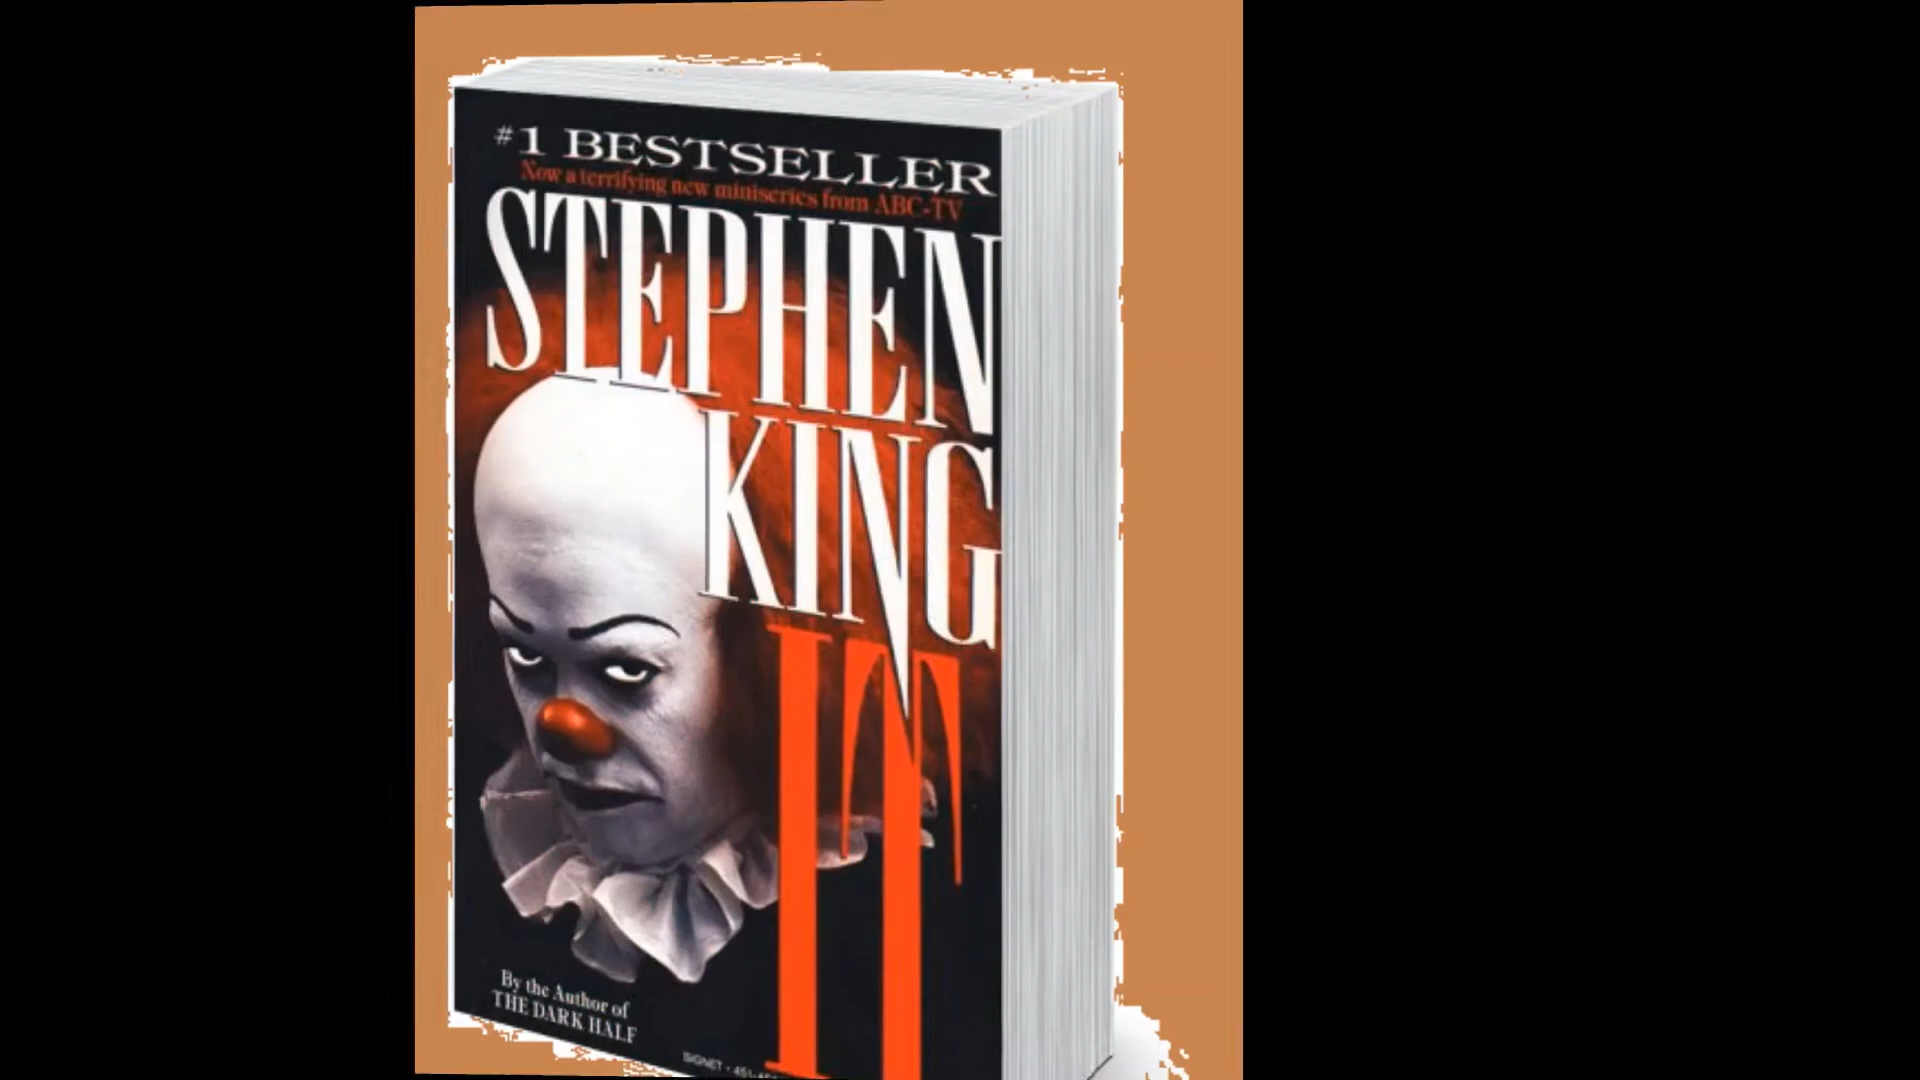 #1 BESTSELLER
Now a terrifying new miniseries from ABC-TV
STEPHEN
KING
IT
By the Author of
THE DARK HALF
SIGNET • 451-